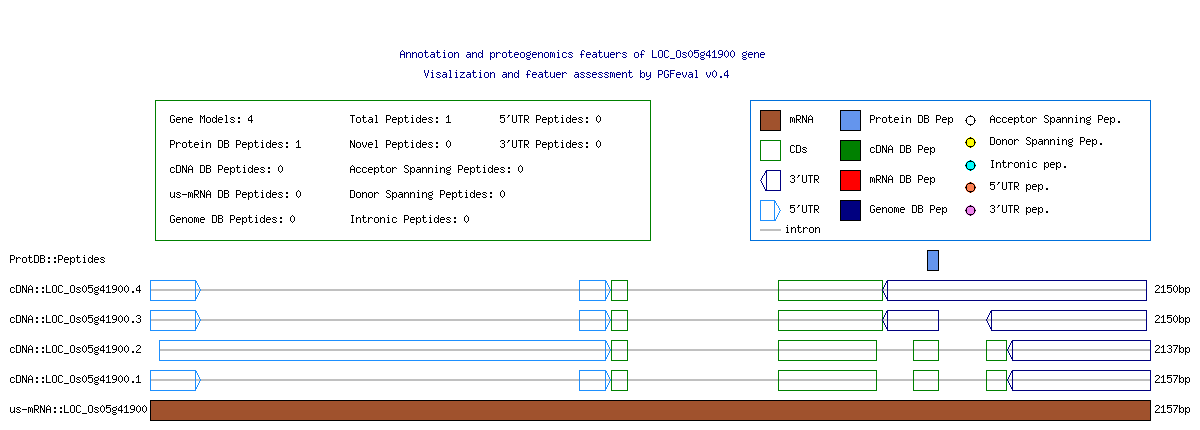 Annotation and proteogenomics featuers of LOC_Os05g41900 gene
Visalization and featuer assessment by PGFeval v0.4
Gene Models: 4 Total Peptides: 1 5'UTR Peptides: 0
Protein DB Peptides: 1 Novel Peptides: 0 3'UTR Peptides: 0
cDNA DB Peptides: 0 Acceptor Spanning Peptides: 0
us-mRNA DB Peptides: 0 Donor Spanning Peptides: 0
Genome DB Peptides: 0 Intronic Peptides: 0
mRNA Protein DB Pep Acceptor Spanning Pep.
CDs cDNA DB Pep Donor Spanning Pep.
3'UTR mRNA DB Pep Intronic pep.
5'UTR Genome DB Pep 5'UTR pep.
intron 3'UTR pep.
ProtDB::Peptides
cDNA::LOC_Os05g41900.4 2150bp
cDNA::LOC_Os05g41900.3 2150bp
cDNA::LOC_Os05g41900.2 2137bp
cDNA::LOC_Os05g41900.1 2157bp
us-mRNA::LOC_Os05g41900 2157bp